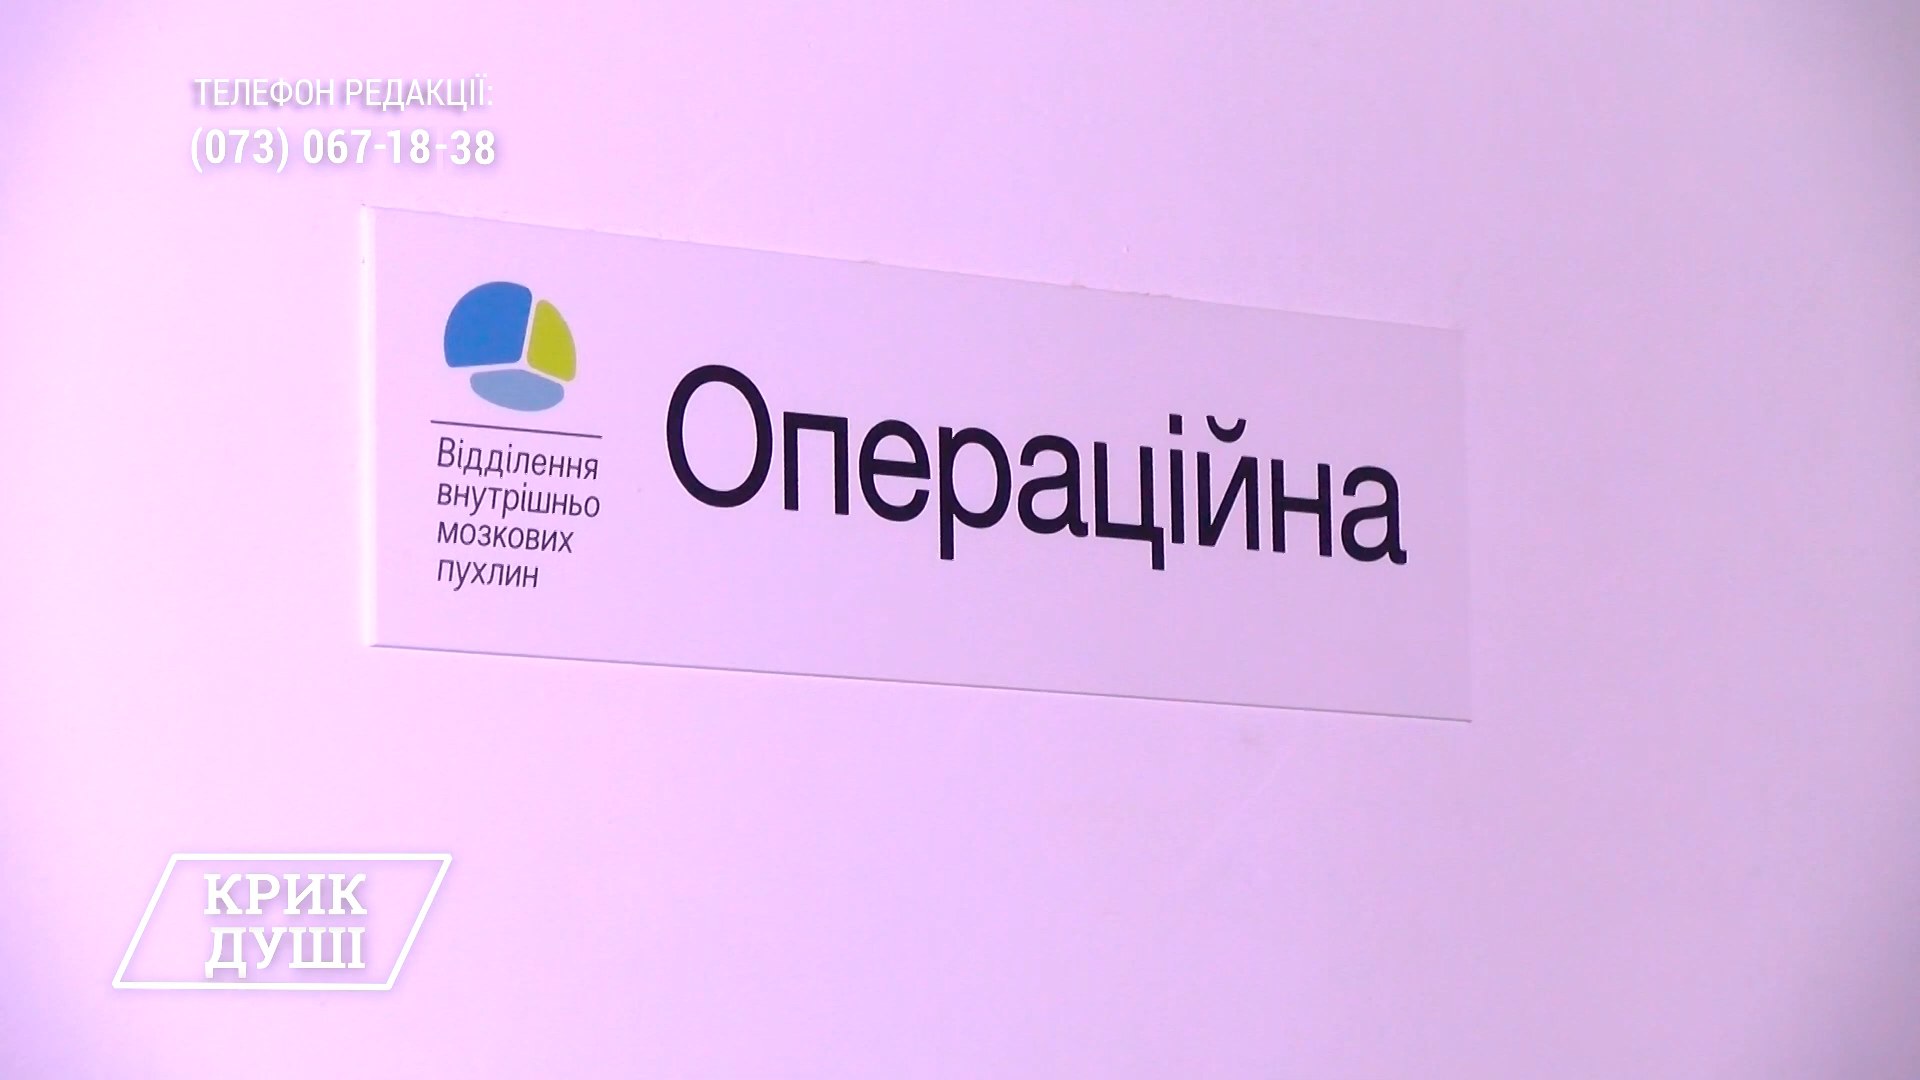 ТЕЛЕФОН РЕДАКЦІЇ:
(073) 067-18-38
Відділення
внутрішньо
мозкових
пухлин
Операційна
КРИК
ДУШІ